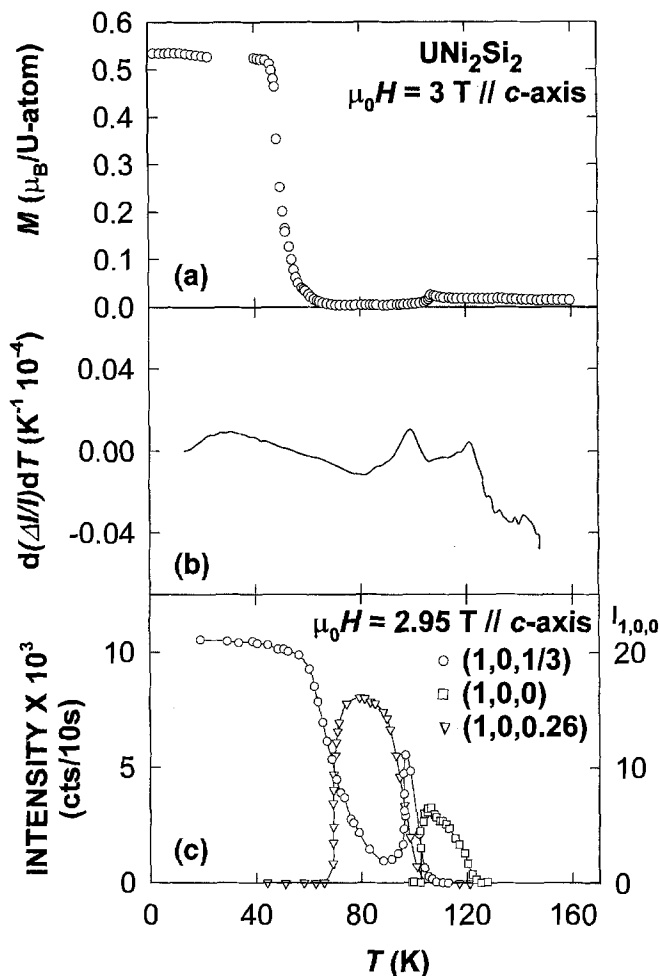 0.6
0.5
0.4
0.3
0.2
0.1
0.0
M (μB/U-atom)
UNi2Si2
μ0H = 3 T // c-axis
(a)
0.04
0.00
-0.04
d(Δl/l)dT (K-1 10-4)
(b)
10
5
0
INTENSITY X 10³
(cts/10s)
μ0H = 2.95 T // c-axis
(1,0,1/3)
(1,0,0)
(1,0,0.26)
I1,0,0
20
10
0
(c)
0 40 80 120 160
T (K)